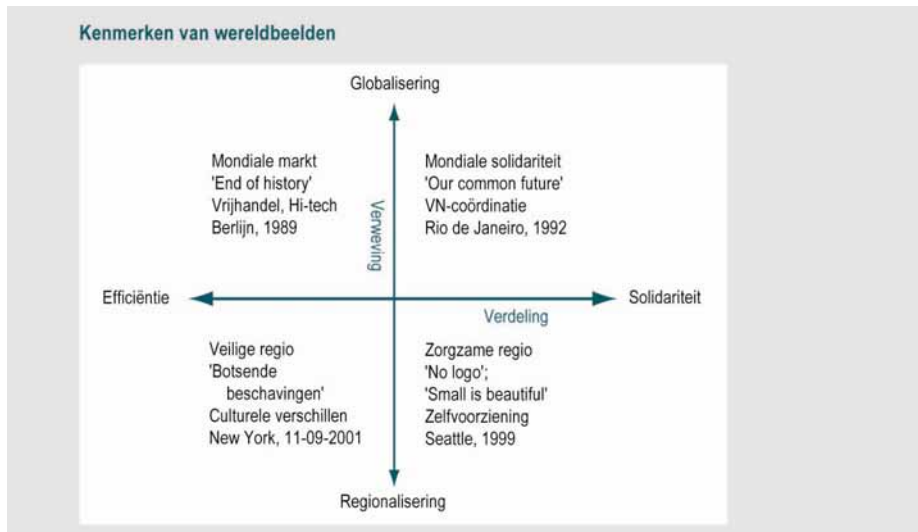 Kenmerken van wereldbeelden
Globalisering
Mondiale markt
'End of history'
Vrijhandel, Hi-tech
Berlijn, 1989
Mondiale solidariteit
'Our common future'
VN-coördinatie
Rio de Janeiro, 1992
Verweving
Efficiëntie
Solidariteit
Verdeling
Veilige regio
'Botsende
beschavingen'
Culturele verschillen
New York, 11-09-2001
Zorgzame regio
'No logo';
'Small is beautiful'
Zelfvoorziening
Seattle, 1999
Regionalisering